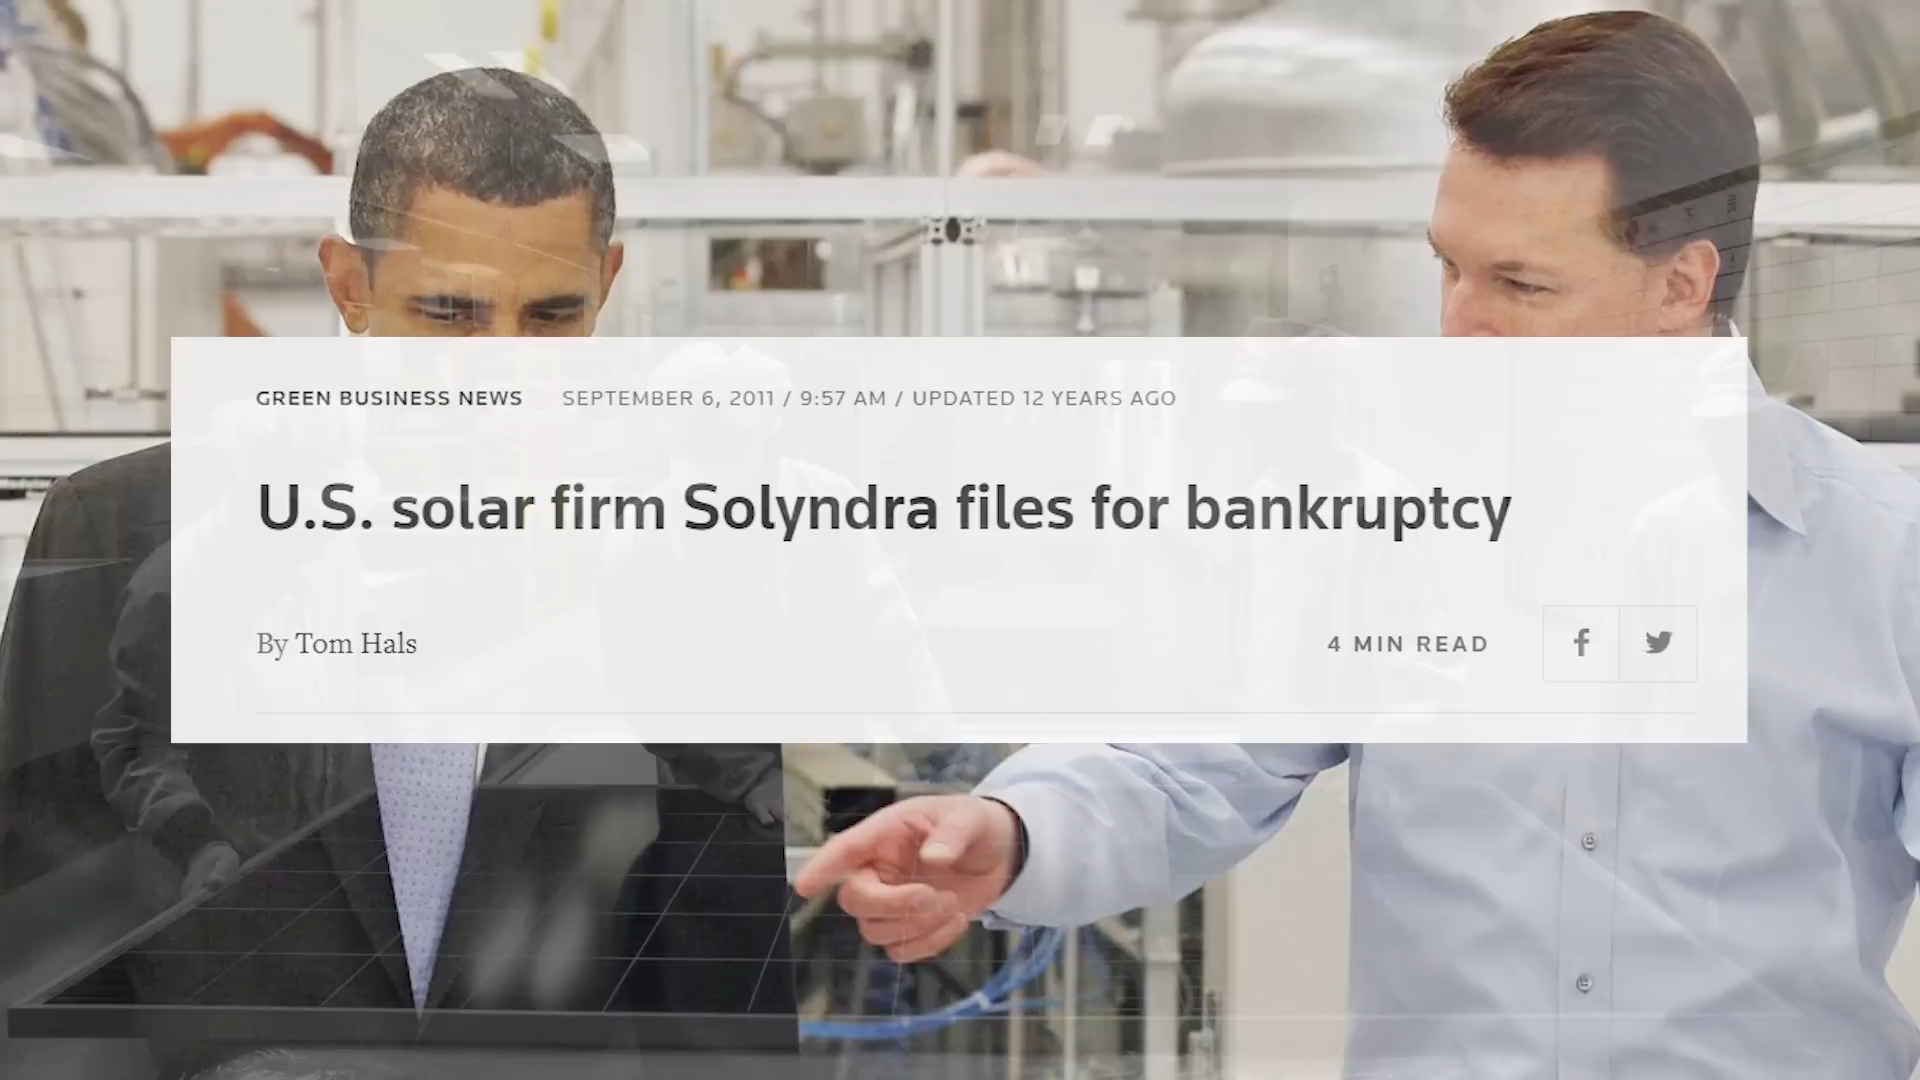 GREEN BUSINESS NEWS SEPTEMBER 6, 2011 / 9:57 AM / UPDATED 12 YEARS AGO
U.S. solar firm Solyndra files for bankruptcy
By Tom Hals 4 MIN READ